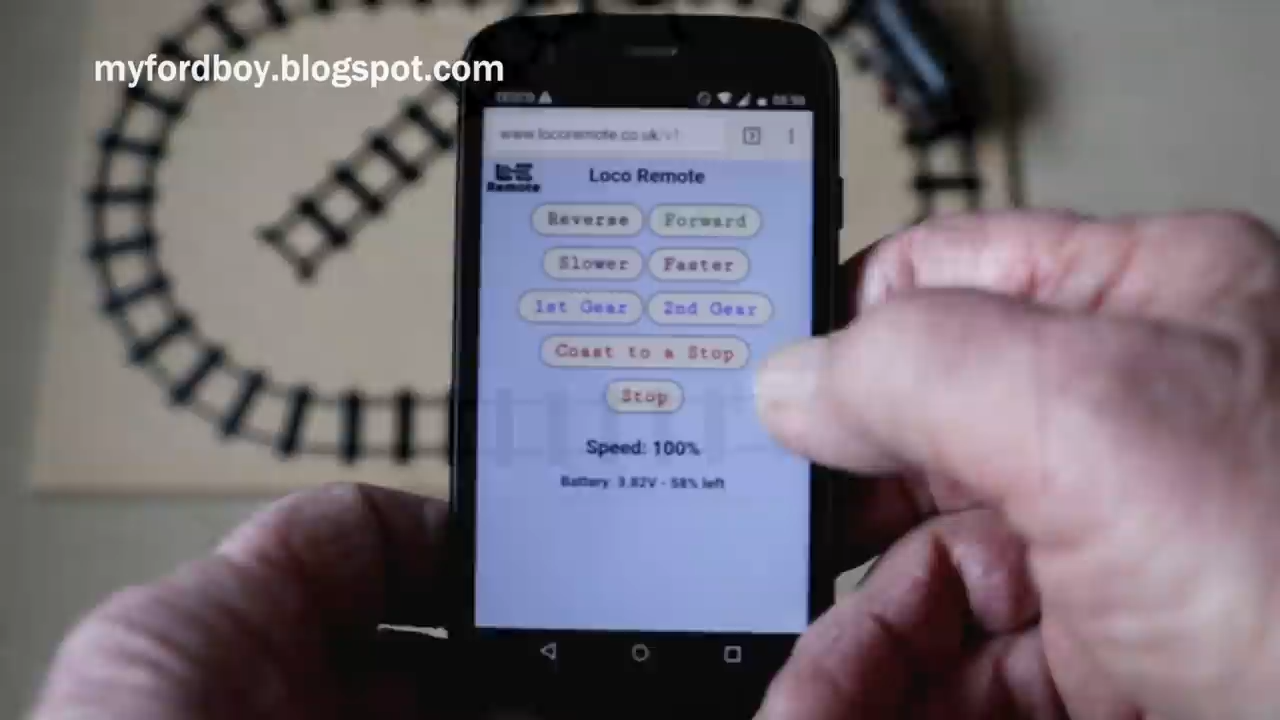 myfordboy.blogspot.com
www.locoremote.co.uk/v1
Remote
Loco Remote
Reverse
Forward
Slower
Faster
1st Gear
2nd Gear
Coast to a Stop
Stop
Speed: 100%
Battery: 3.82V - 58% left